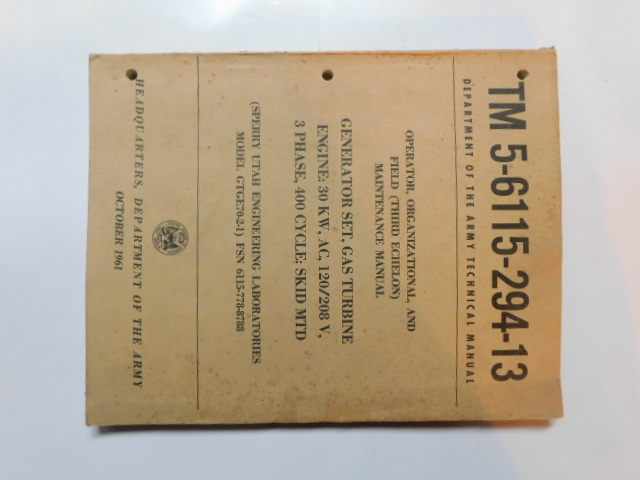 TM 5-6115-294-13
DEPARTMENT OF THE ARMY TECHNICAL MANUAL
OPERATOR, ORGANIZATIONAL, AND
FIELD (THIRD ECHELON)
MAINTENANCE MANUAL
GENERATOR SET, GAS TURBINE
ENGINE: 30 KW, AC, 120/208 V,
3 PHASE, 400 CYCLE: SKID MTD
(SPERRY UTAH ENGINEERING LABORATORIES
MODEL GTGE70-2-1) FSN 6115-778-8788
HEADQUARTERS, DEPARTMENT OF THE ARMY
OCTOBER 1961